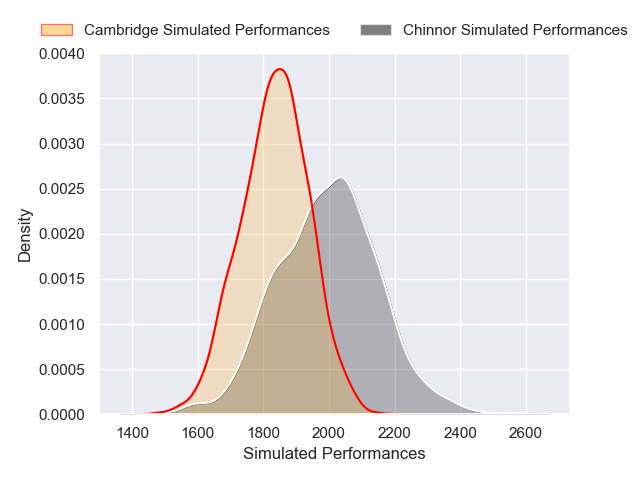 Cambridge Simulated Performances Chinnor Simulated Performances
0.0040
0.0035
0.0030
0.0025
0.0020
0.0015
0.0010
0.0005
0.0000
Density
1400 1600 1800 2000 2200 2400 2600
Simulated Performances